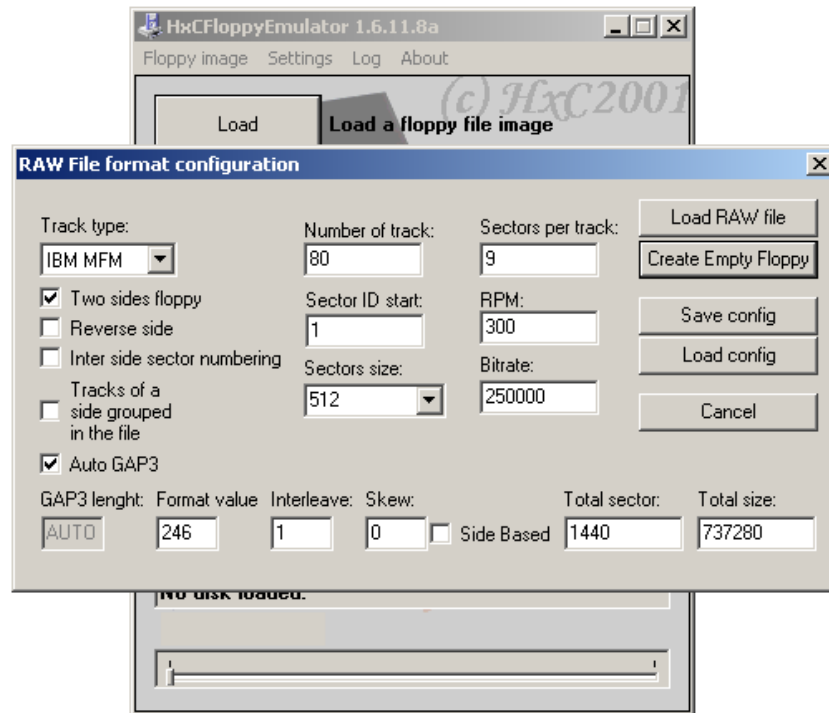 HxCFloppyEmulator 1.6.11.8a
Floppy image Settings Log About
(c) HxC2001
Load
Load a floppy file image
RAW File format configuration
Track type:
IBM MFM
Two sides floppy
Reverse side
Inter side sector numbering
Tracks of a
side grouped
in the file
Auto GAP3
Number of track:
80
Sector ID start:
1
Sectors size:
512
Sectors per track:
9
RPM:
300
Bitrate:
250000
Load RAW file
Create Empty Floppy
Save config
Load config
Cancel
GAP3 lenght: Format value Interleave: Skew: Total sector: Total size:
AUTO 246 1 0 Side Based 1440 737280
No disk loaded.